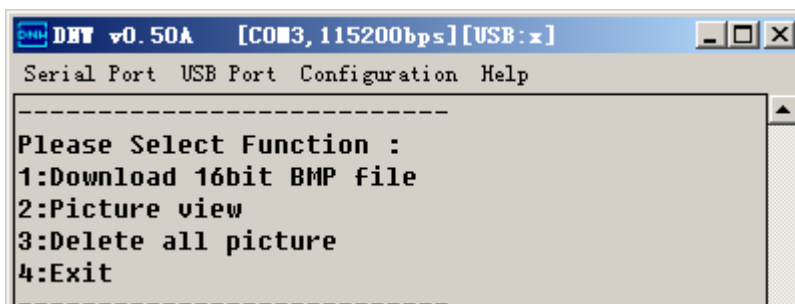 DNW v0.50A [COM3,115200bps][USB:x]
Serial Port USB Port Configuration Help
----------------------------
Please Select Function :
1:Download 16bit BMP file
2:Picture view
3:Delete all picture
4:Exit
----------------------------